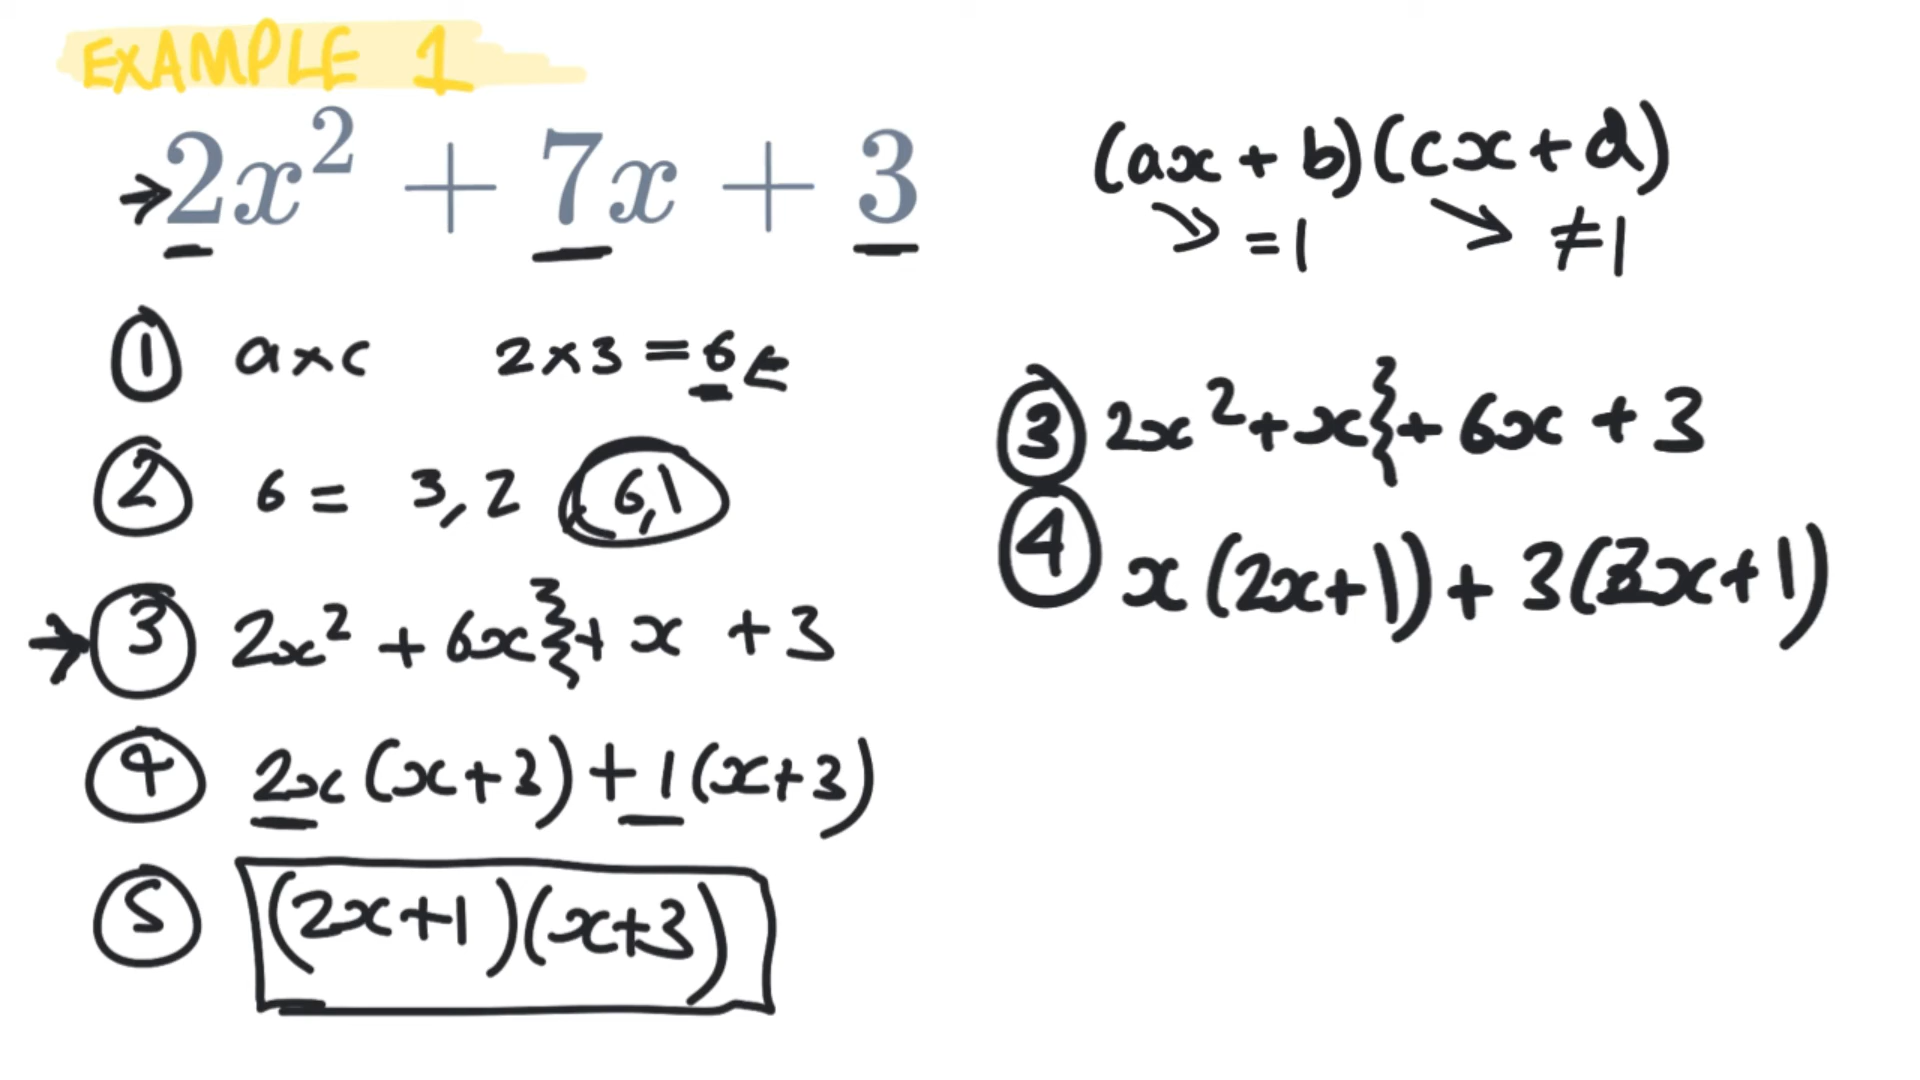 EXAMPLE 1
→2x² + 7x + 3
① a×c 2×3 = 6 ←
② 6 = 3, 2 6,1
→ ③ 2x² + 6x} + x + 3
④ 2x(x+3) + 1(x+3)
⑤ (2x+1)(x+3)
(ax + b)(cx + d)
= 1 ↘ ≠ 1
③ 2x² + x} + 6x + 3
④ x(2x+1) + 3(2x+1)